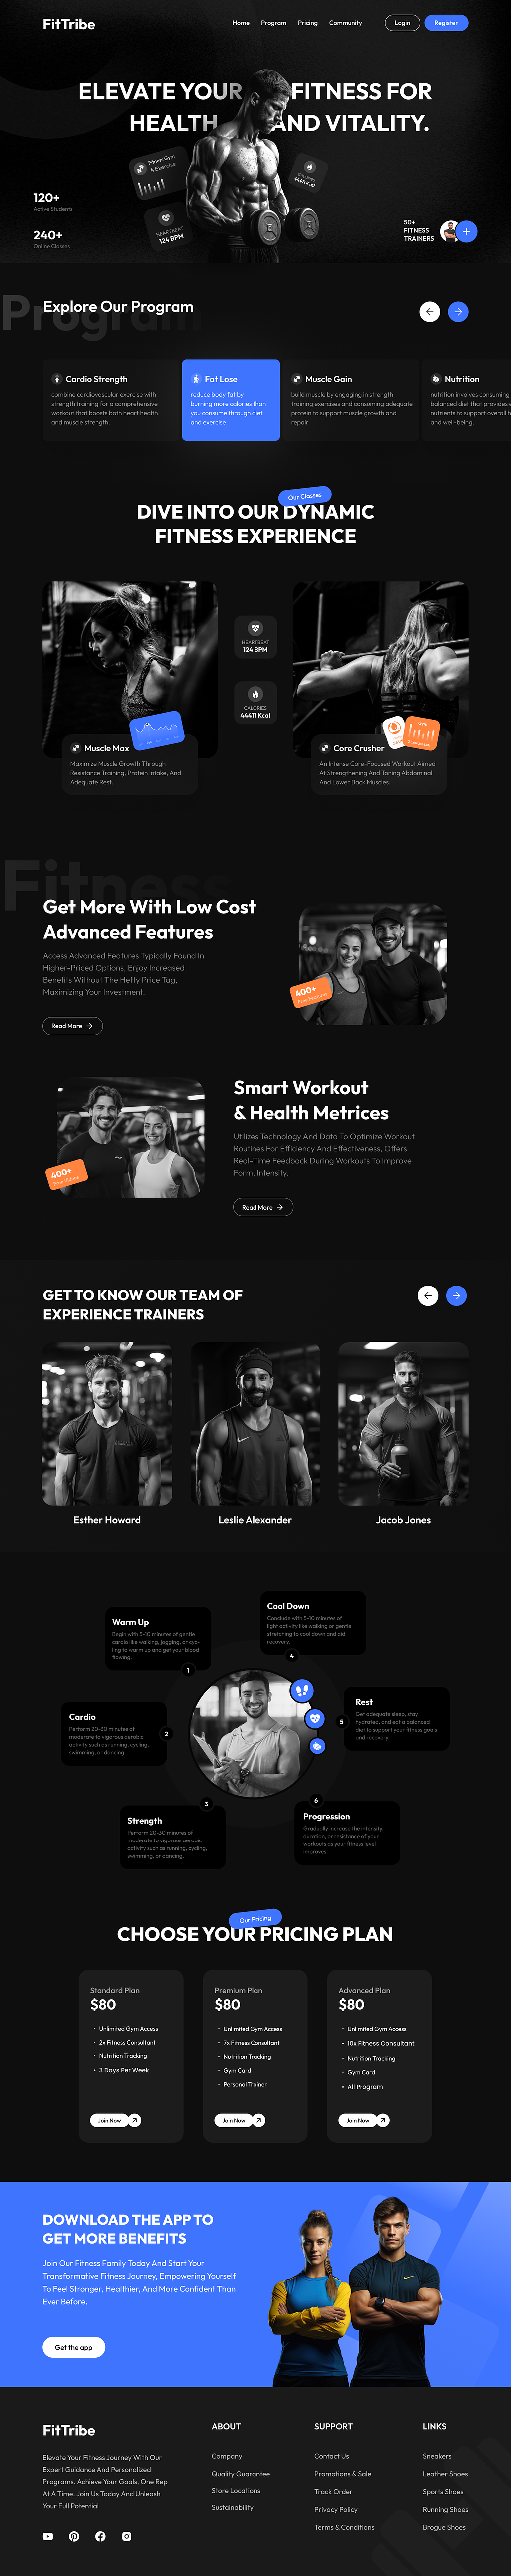 FitTribe
Home Program Pricing Community Login Register
ELEVATE YOUR FITNESS FOR
HEALTH AND VITALITY.
Fitness Gym
4 Exercise
CALORIES
44411 Kcal
HEARTBEAT
124 BPM
120+
Active Students
240+
Online Classes
50+
FITNESS
TRAINERS
Program
Explore Our Program
Cardio Strength
combine cardiovascular exercise with
strength training for a comprehensive
workout that boosts both heart health
and muscle strength.
Fat Lose
reduce body fat by
burning more calories than
you consume through diet
and exercise.
Muscle Gain
build muscle by engaging in strength
training exercises and consuming adequate
protein to support muscle growth and
repair.
Nutrition
nutrition involves consuming
balanced diet that provides
nutrients to support overall h
and well-being.
Our Classes
DIVE INTO OUR DYNAMIC
FITNESS EXPERIENCE
HEARTBEAT
124 BPM
CALORIES
44411 Kcal
Muscle Max
Maximize Muscle Growth Through
Resistance Training, Protein Intake, And
Adequate Rest.
Core Crusher
An Intense Core-Focused Workout Aimed
At Strengthening And Toning Abdominal
And Lower Back Muscles.
Fitness
Get More With Low Cost
Advanced Features
Access Advanced Features Typically Found In
Higher-Priced Options, Enjoy Increased
Benefits Without The Hefty Price Tag,
Maximizing Your Investment.
Read More
400+
Free Features
Smart Workout
& Health Metrices
Utilizes Technology And Data To Optimize Workout
Routines For Efficiency And Effectiveness, Offers
Real-Time Feedback During Workouts To Improve
Form, Intensity.
Read More
400+
Free Videos
GET TO KNOW OUR TEAM OF
EXPERIENCE TRAINERS
Esther Howard
Leslie Alexander
Jacob Jones
Warm Up
Begin with 5-10 minutes of gentle
cardio like walking, jogging, or cyc-
ling to warm up and get your blood
flowing.
1
Cardio
Perform 20-30 minutes of
moderate to vigorous aerobic
activity such as running, cycling,
swimming, or dancing.
2
Strength
Perform 20-30 minutes of
moderate to vigorous aerobic
activity such as running, cycling,
swimming, or dancing.
3
Cool Down
Conclude with 5-10 minutes of
light activity like walking or gentle
stretching to cool down and aid
recovery.
4
Rest
Get adequate sleep, stay
hydrated, and eat a balanced
diet to support your fitness goals
and recovery.
5
Progression
Gradually increase the intensity,
duration, or resistance of your
workouts as your fitness level
improves.
6
Our Pricing
CHOOSE YOUR PRICING PLAN
Standard Plan
$80
• Unlimited Gym Access
• 2x Fitness Consultant
• Nutrition Tracking
• 3 Days Per Week
Join Now
Premium Plan
$80
• Unlimited Gym Access
• 7x Fitness Consultant
• Nutrition Tracking
• Gym Card
• Personal Trainer
Join Now
Advanced Plan
$80
• Unlimited Gym Access
• 10x Fitness Consultant
• Nutrition Tracking
• Gym Card
• All Program
Join Now
DOWNLOAD THE APP TO
GET MORE BENEFITS
Join Our Fitness Family Today And Start Your
Transformative Fitness Journey, Empowering Yourself
To Feel Stronger, Healthier, And More Confident Than
Ever Before.
Get the app
FitTribe
Elevate Your Fitness Journey With Our
Expert Guidance And Personalized
Programs. Achieve Your Goals, One Rep
At A Time. Join Us Today And Unleash
Your Full Potential
ABOUT
Company
Quality Guarantee
Store Locations
Sustainability
SUPPORT
Contact Us
Promotions & Sale
Track Order
Privacy Policy
Terms & Conditions
LINKS
Sneakers
Leather Shoes
Sports Shoes
Running Shoes
Brogue Shoes